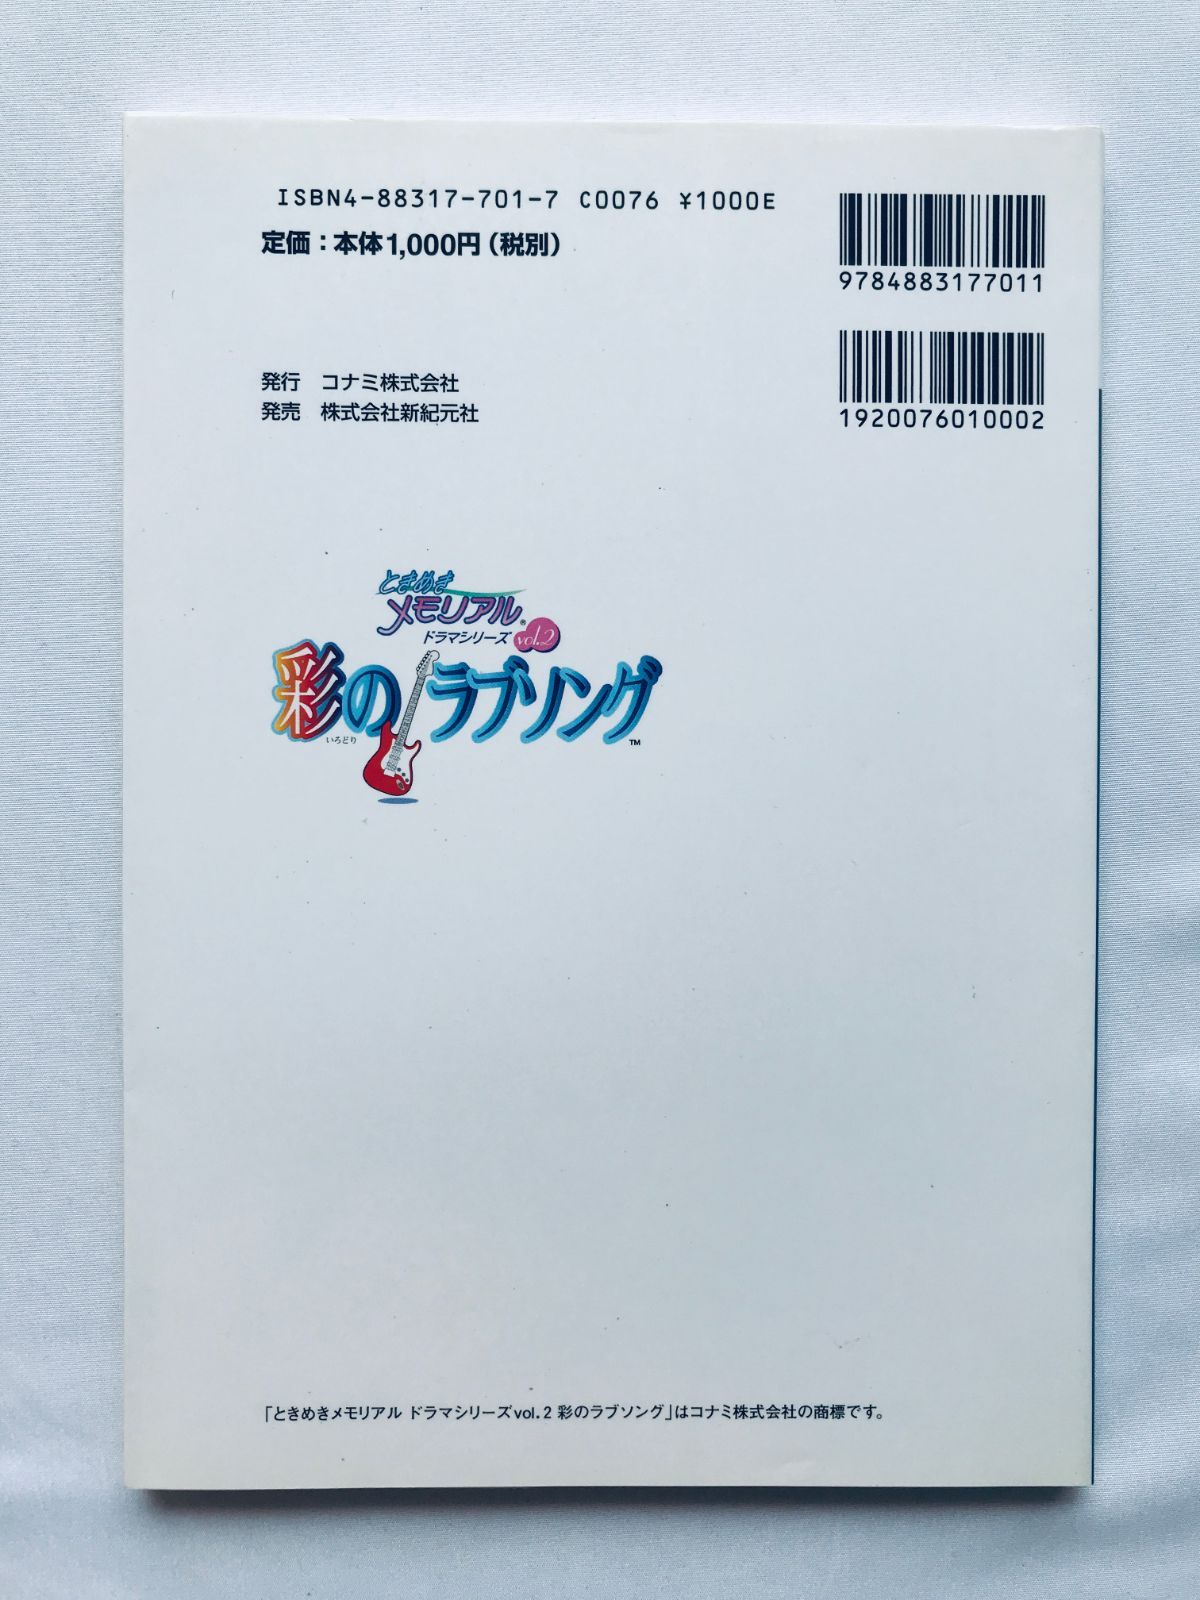 ISBN4-88317-701-7 C0076 ¥1000E
定価：本体1,000円（税別）
9784883177011
1920076010002
発行 コナミ株式会社
発売 株式会社新紀元社
ときめき
メモリアル®
ドラマシリーズ vol.2
彩のラブソング™
いろどり
「ときめきメモリアル ドラマシリーズvol.2 彩のラブソング」はコナミ株式会社の商標です。